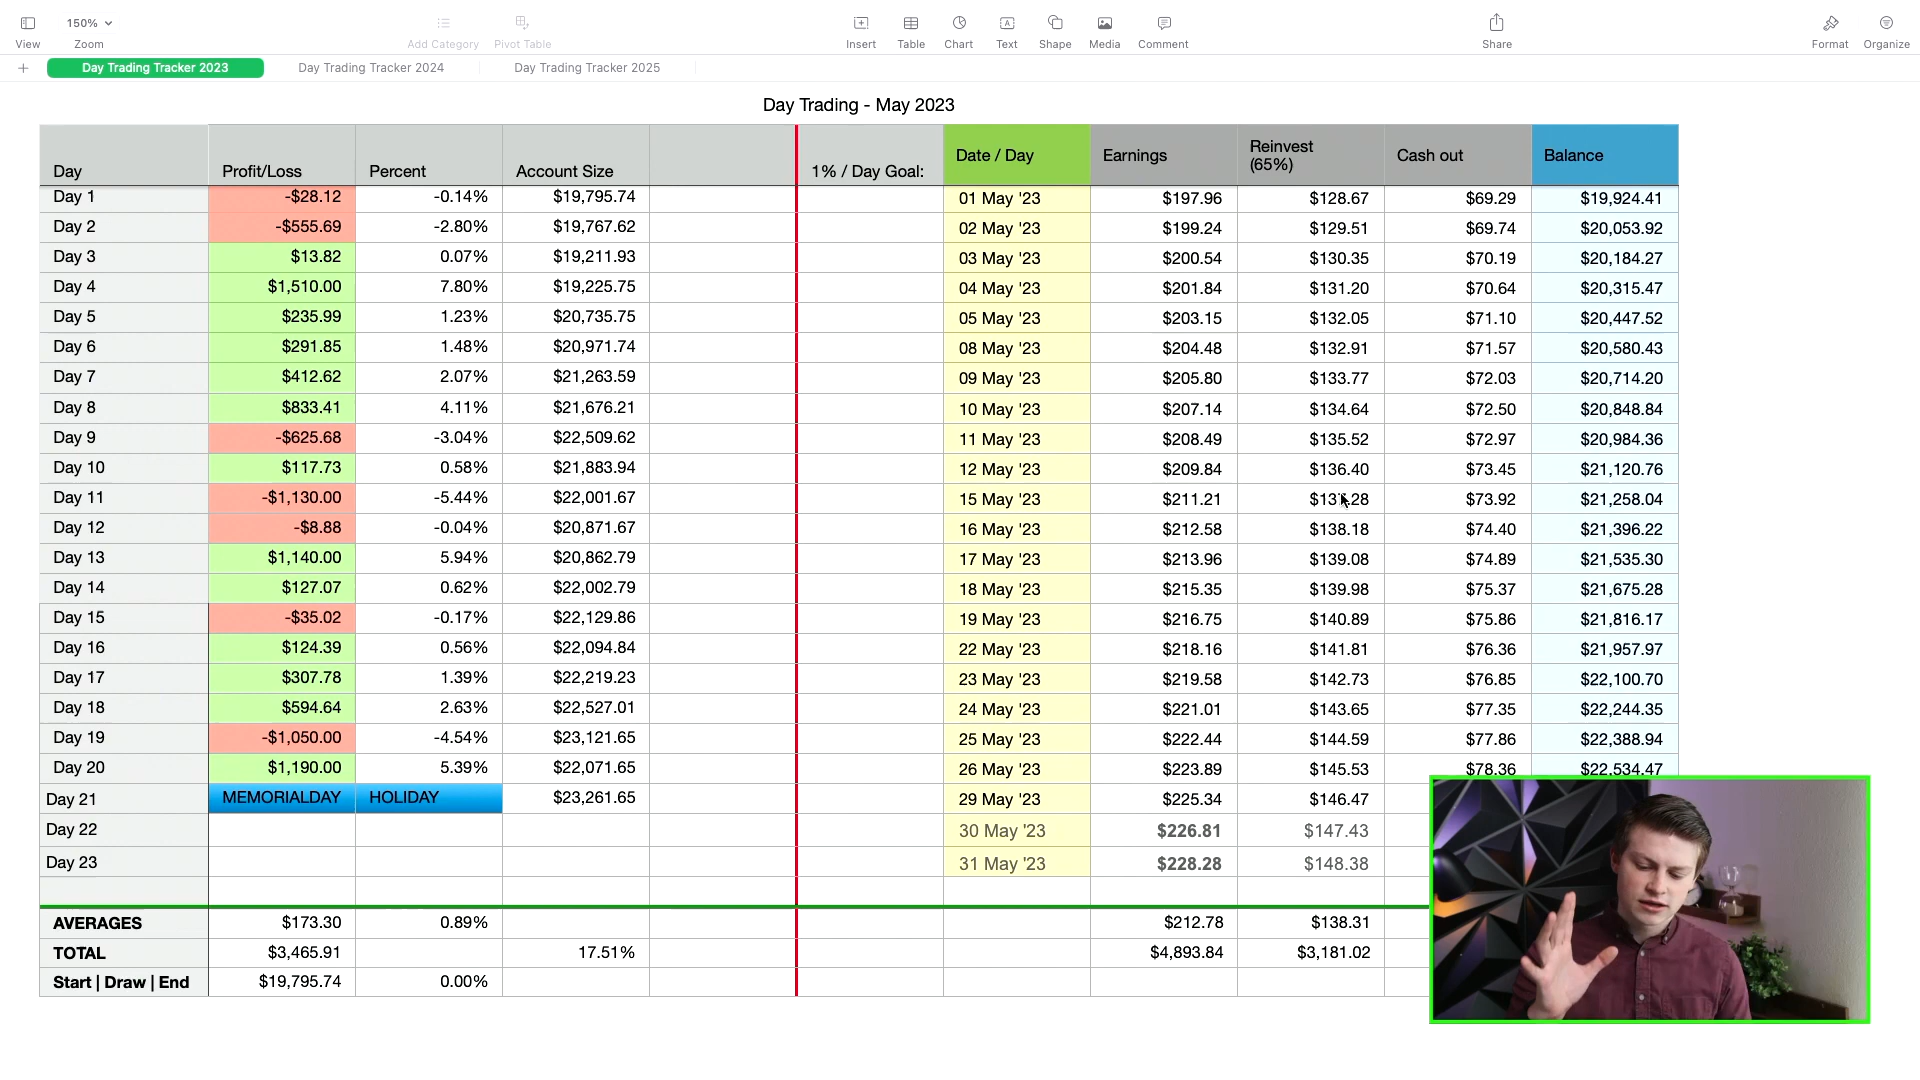 150%
View Zoom Add Category Pivot Table Insert Table Chart Text Shape Media Comment Share Format Organize
Day Trading Tracker 2023 Day Trading Tracker 2024 Day Trading Tracker 2025
Day Trading - May 2023
Day Profit/Loss Percent Account Size 1% / Day Goal: Date / Day Earnings Reinvest (65%) Cash out Balance
Day 1 -$28.12 -0.14% $19,795.74 01 May '23 $197.96 $128.67 $69.29 $19,924.41
Day 2 -$555.69 -2.80% $19,767.62 02 May '23 $199.24 $129.51 $69.74 $20,053.92
Day 3 $13.82 0.07% $19,211.93 03 May '23 $200.54 $130.35 $70.19 $20,184.27
Day 4 $1,510.00 7.80% $19,225.75 04 May '23 $201.84 $131.20 $70.64 $20,315.47
Day 5 $235.99 1.23% $20,735.75 05 May '23 $203.15 $132.05 $71.10 $20,447.52
Day 6 $291.85 1.48% $20,971.74 08 May '23 $204.48 $132.91 $71.57 $20,580.43
Day 7 $412.62 2.07% $21,263.59 09 May '23 $205.80 $133.77 $72.03 $20,714.20
Day 8 $833.41 4.11% $21,676.21 10 May '23 $207.14 $134.64 $72.50 $20,848.84
Day 9 -$625.68 -3.04% $22,509.62 11 May '23 $208.49 $135.52 $72.97 $20,984.36
Day 10 $117.73 0.58% $21,883.94 12 May '23 $209.84 $136.40 $73.45 $21,120.76
Day 11 -$1,130.00 -5.44% $22,001.67 15 May '23 $211.21 $137.28 $73.92 $21,258.04
Day 12 -$8.88 -0.04% $20,871.67 16 May '23 $212.58 $138.18 $74.40 $21,396.22
Day 13 $1,140.00 5.94% $20,862.79 17 May '23 $213.96 $139.08 $74.89 $21,535.30
Day 14 $127.07 0.62% $22,002.79 18 May '23 $215.35 $139.98 $75.37 $21,675.28
Day 15 -$35.02 -0.17% $22,129.86 19 May '23 $216.75 $140.89 $75.86 $21,816.17
Day 16 $124.39 0.56% $22,094.84 22 May '23 $218.16 $141.81 $76.36 $21,957.97
Day 17 $307.78 1.39% $22,219.23 23 May '23 $219.58 $142.73 $76.85 $22,100.70
Day 18 $594.64 2.63% $22,527.01 24 May '23 $221.01 $143.65 $77.35 $22,244.35
Day 19 -$1,050.00 -4.54% $23,121.65 25 May '23 $222.44 $144.59 $77.86 $22,388.94
Day 20 $1,190.00 5.39% $22,071.65 26 May '23 $223.89 $145.53 $78.36 $22,534.47
Day 21 MEMORIALDAY HOLIDAY $23,261.65 29 May '23 $225.34 $146.47
Day 22 30 May '23 $226.81 $147.43
Day 23 31 May '23 $228.28 $148.38
AVERAGES $173.30 0.89% $212.78 $138.31
TOTAL $3,465.91 17.51% $4,893.84 $3,181.02
Start | Draw | End $19,795.74 0.00%